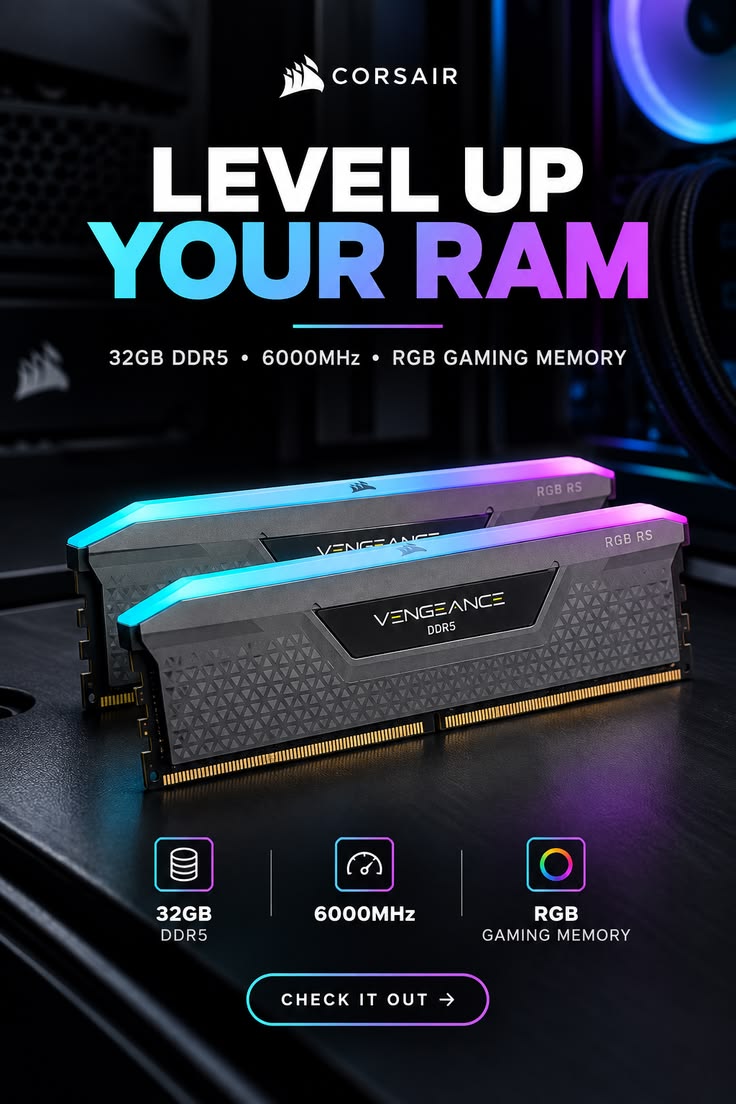 CORSAIR
LEVEL UP
YOUR RAM
32GB DDR5 • 6000MHz • RGB GAMING MEMORY
RGB RS
VENGEANCE
RGB RS
VENGEANCE
DDR5
32GB
DDR5
6000MHz
RGB
GAMING MEMORY
CHECK IT OUT →